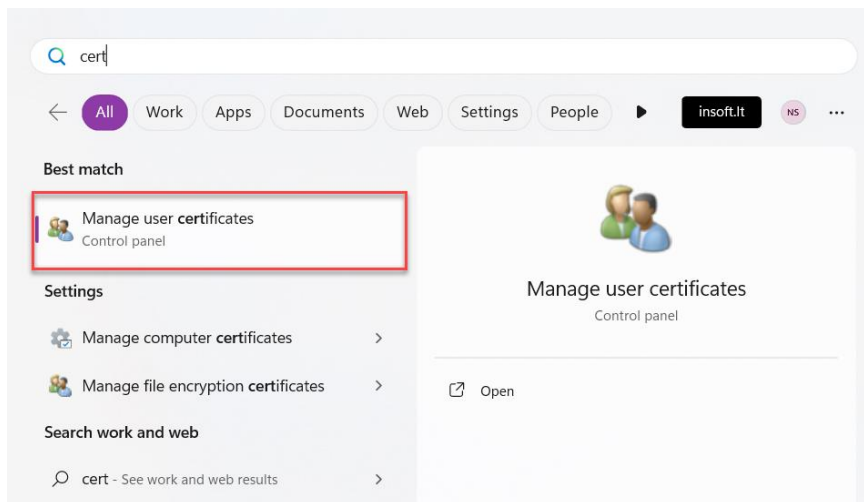 cert
All Work Apps Documents Web Settings People insoft.lt NS ...
Best match
Manage user certificates
Control panel
Settings
Manage computer certificates
Manage file encryption certificates
Search work and web
cert - See work and web results
Manage user certificates
Control panel
Open